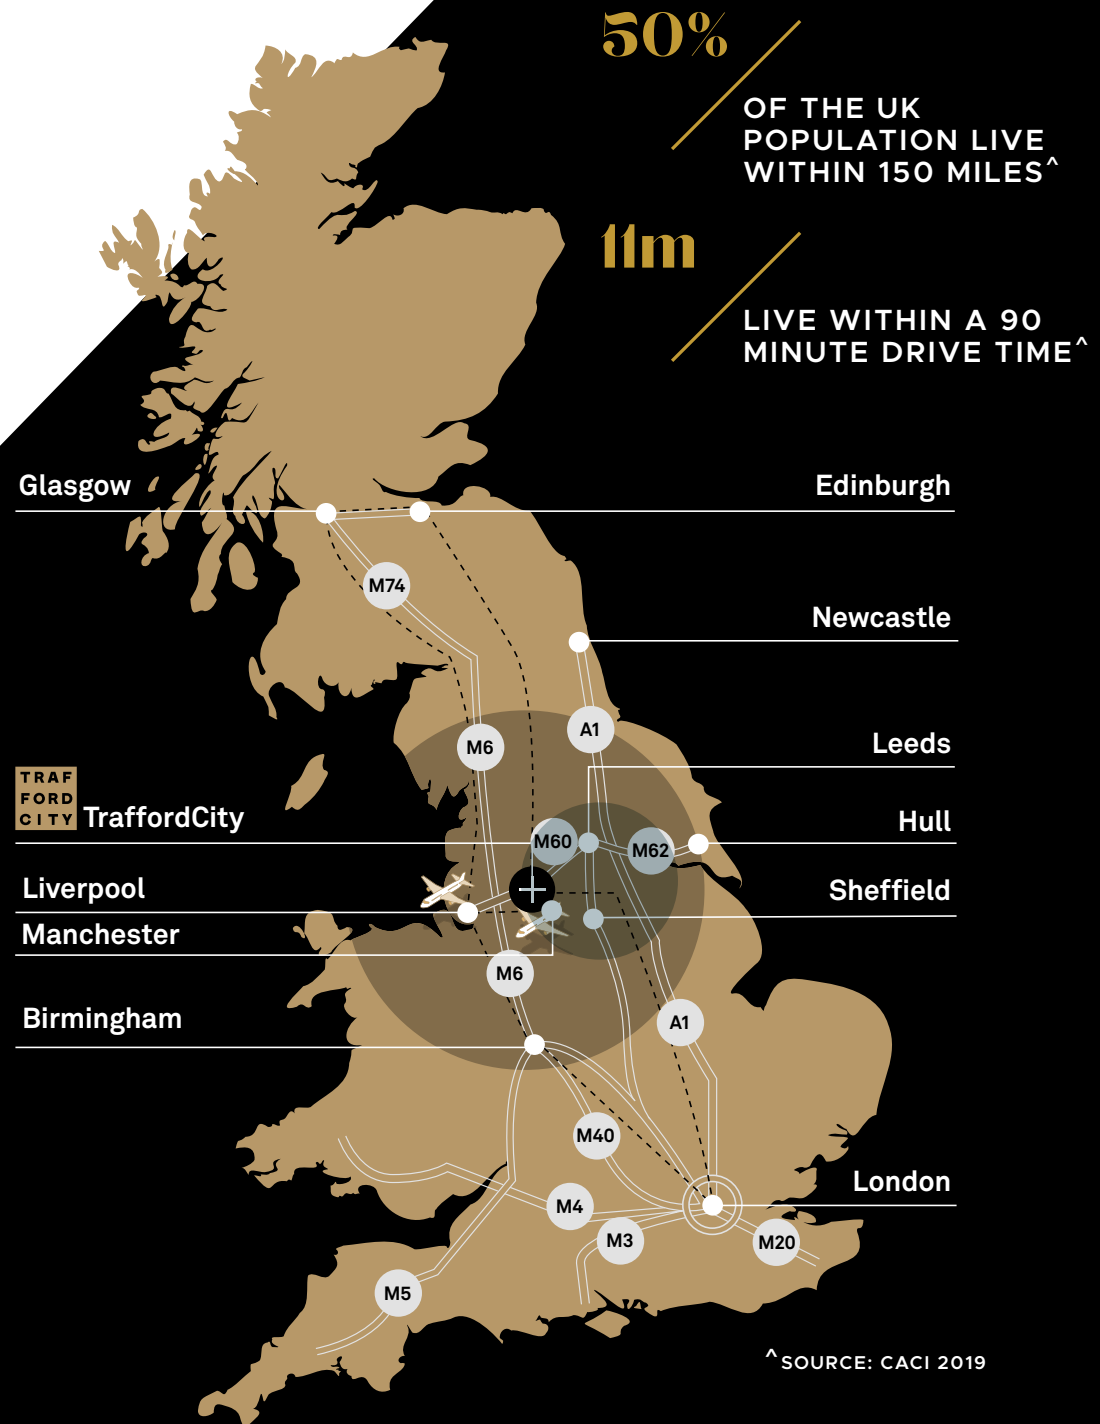 50%
OF THE UK
POPULATION LIVE
WITHIN 150 MILES^
11m
LIVE WITHIN A 90
MINUTE DRIVE TIME^
Glasgow
Edinburgh
M74
Newcastle
A1
M6
Leeds
TRAF
FORD
CITY
TraffordCity
Hull
M60
M62
Liverpool
Sheffield
Manchester
M6
Birmingham
A1
M40
London
M4
M3
M20
M5
^SOURCE: CACI 2019